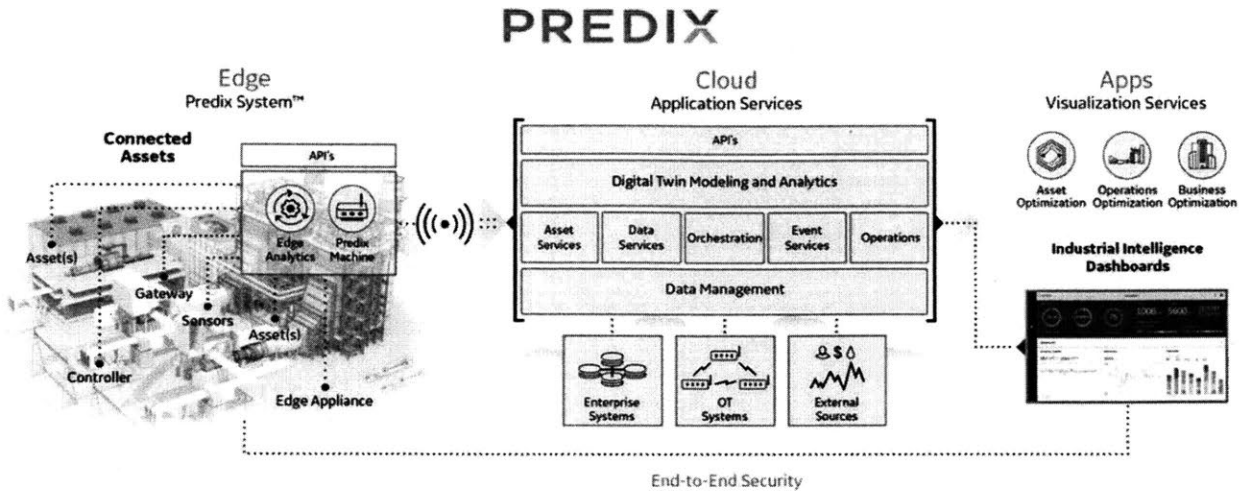 PREDIX
Edge
Predix System™
Connected
Assets
API's
Edge
Analytics
Predix
Machine
Asset(s)
Gateway
Sensors
Asset(s)
Controller
Edge Appliance
Cloud
Application Services
API's
Digital Twin Modeling and Analytics
Asset
Services
Data
Services
Orchestration
Event
Services
Operations
Data Management
Enterprise
Systems
OT
Systems
External
Sources
Apps
Visualization Services
Asset
Optimization
Operations
Optimization
Business
Optimization
Industrial Intelligence
Dashboards
End-to-End Security